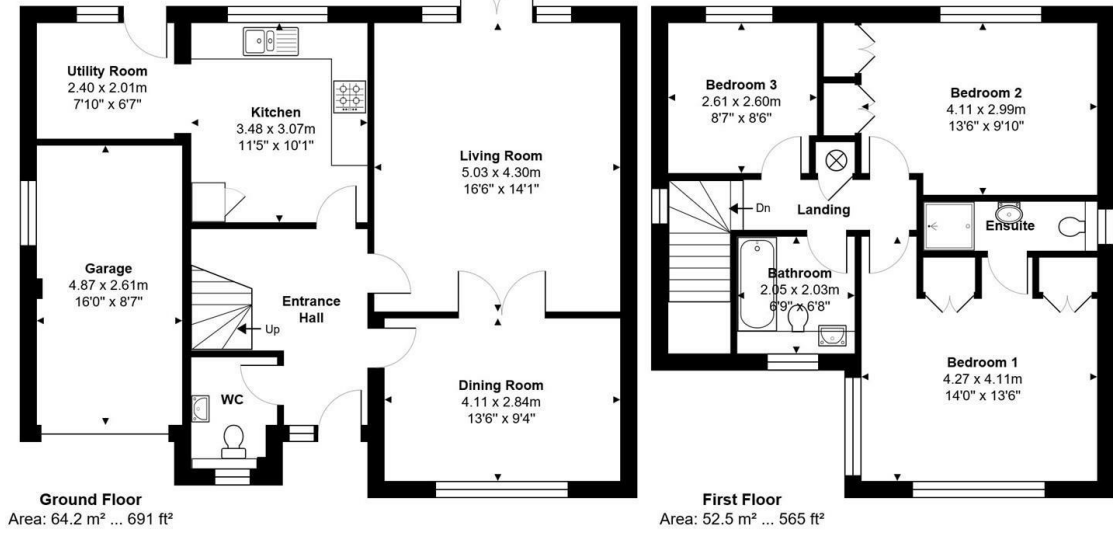 Utility Room
2.40 x 2.01m
7'10" x 6'7"
Kitchen
3.48 x 3.07m
11'5" x 10'1"
Living Room
5.03 x 4.30m
16'6" x 14'1"
Garage
4.87 x 2.61m
16'0" x 8'7"
Entrance
Hall
Up
WC
Dining Room
4.11 x 2.84m
13'6" x 9'4"
Ground Floor
Area: 64.2 m² ... 691 ft²
Bedroom 3
2.61 x 2.60m
8'7" x 8'6"
Bedroom 2
4.11 x 2.99m
13'6" x 9'10"
Dn
Landing
Ensuite
Bathroom
2.05 x 2.03m
6'9" x 6'8"
Bedroom 1
4.27 x 4.11m
14'0" x 13'6"
First Floor
Area: 52.5 m² ... 565 ft²